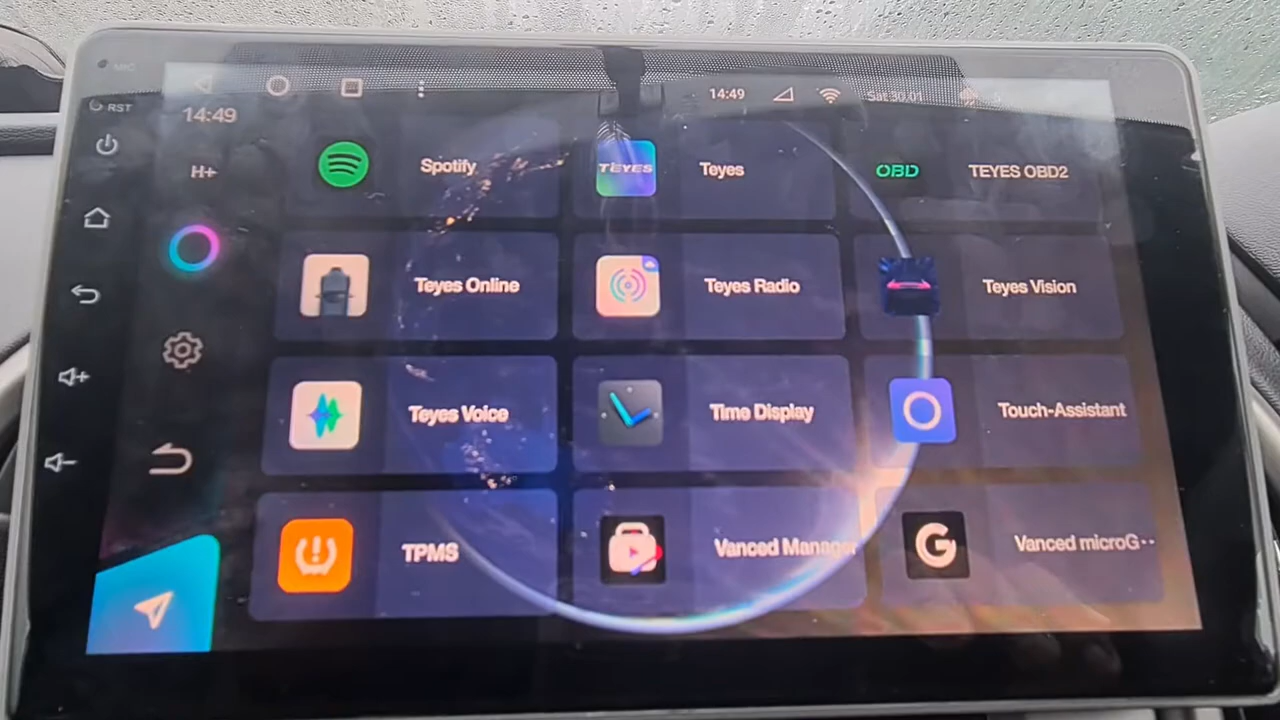 MIC
RST
14:49 Sat 30.01
14:49
H+
Spotify
TEYES
Teyes
OBD
TEYES OBD2
Teyes Online
Teyes Radio
Teyes Vision
Teyes Voice
Time Display
Touch-Assistant
TPMS
Vanced Manager
G
Vanced microG··